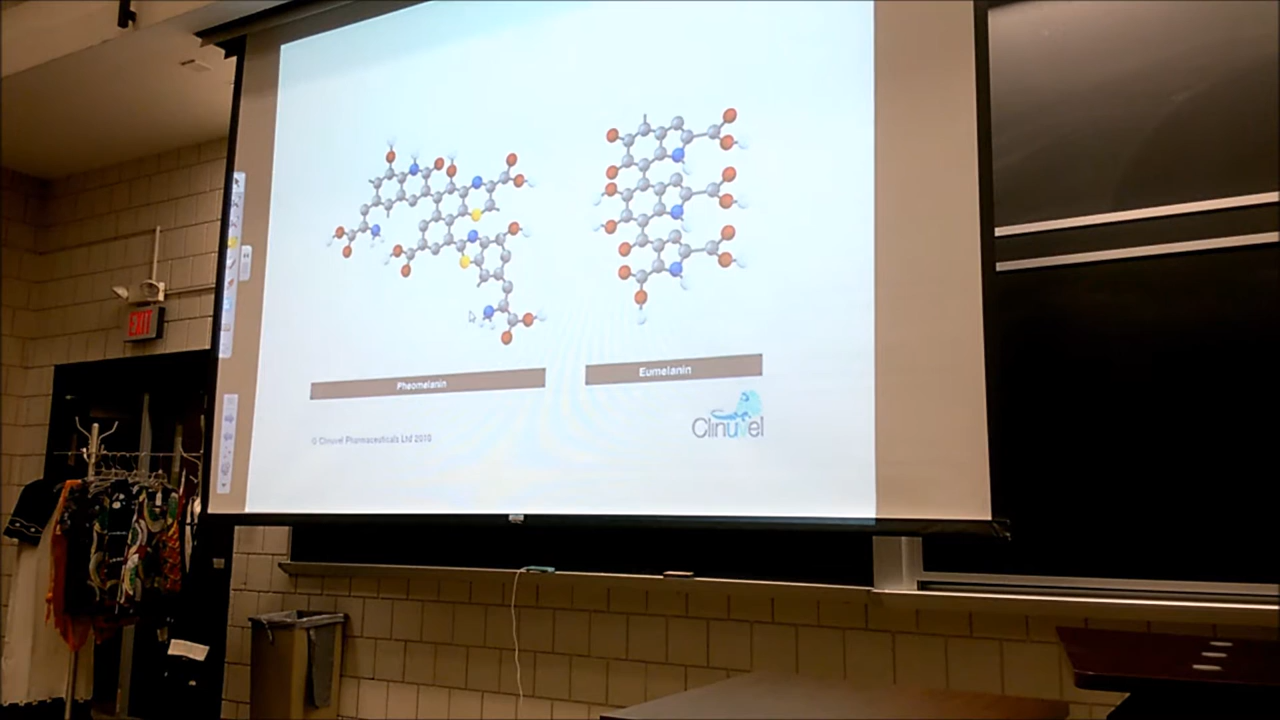 EXIT
Pheomelanin
Eumelanin
© Clinuvel Pharmaceuticals Ltd 2010
Clinuvel